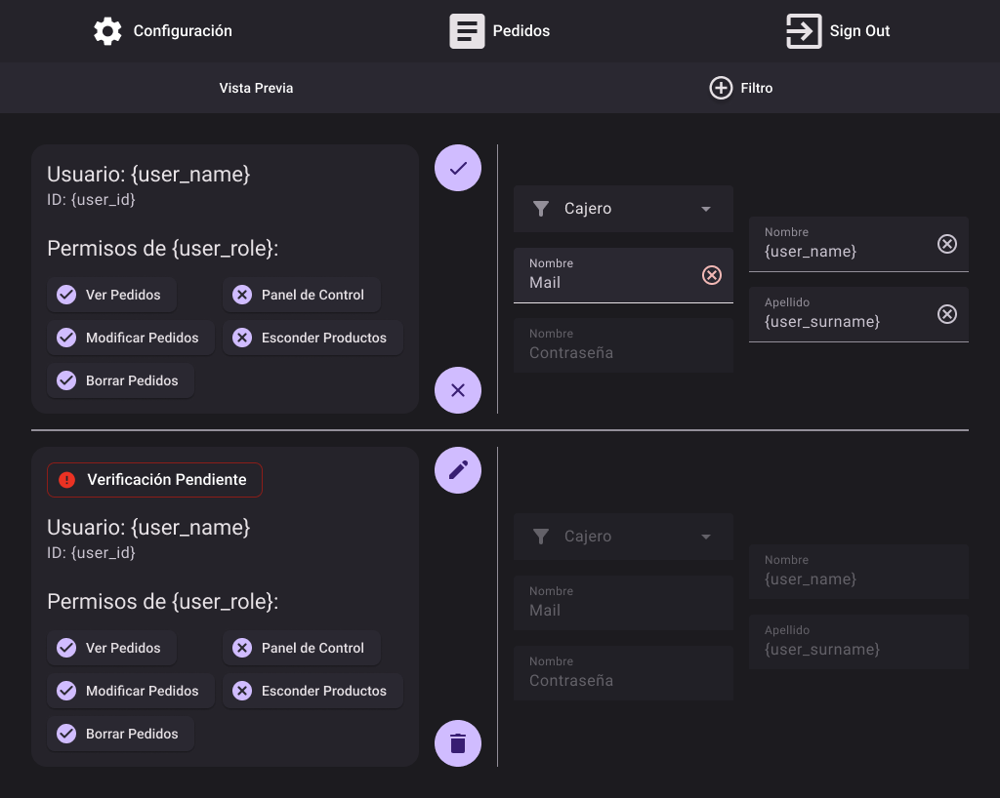 Configuración
Pedidos
Sign Out
Vista Previa
Filtro
Usuario: {user_name}
ID: {user_id}
Permisos de {user_role}:
Ver Pedidos
Panel de Control
Modificar Pedidos
Esconder Productos
Borrar Pedidos
Cajero
Nombre
Mail
Nombre
Contraseña
Nombre
{user_name}
Apellido
{user_surname}
Verificación Pendiente
Usuario: {user_name}
ID: {user_id}
Permisos de {user_role}:
Ver Pedidos
Panel de Control
Modificar Pedidos
Esconder Productos
Borrar Pedidos
Cajero
Nombre
Mail
Nombre
Contraseña
Nombre
{user_name}
Apellido
{user_surname}